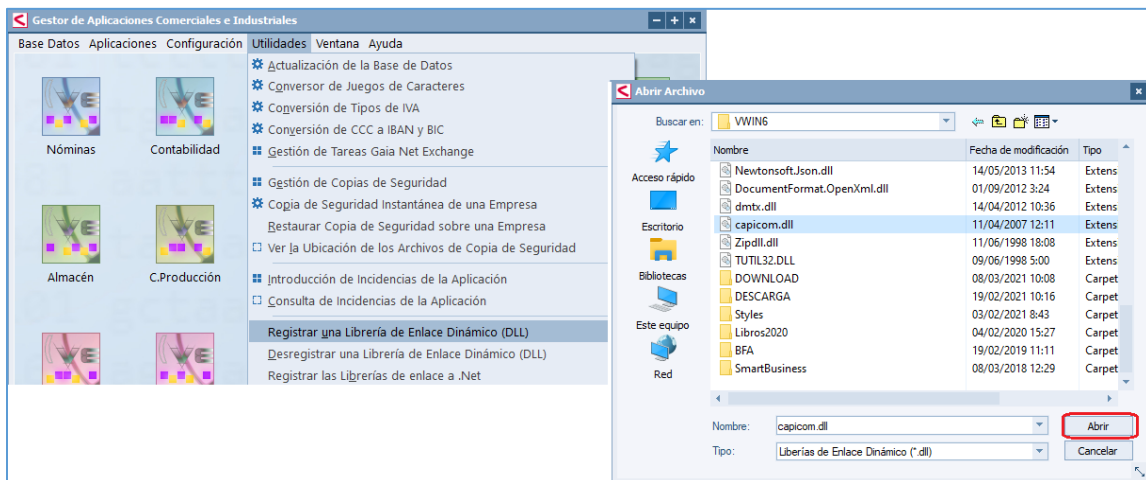 Gestor de Aplicaciones Comerciales e Industriales
Base Datos Aplicaciones Configuración Utilidades Ventana Ayuda
Actualización de la Base de Datos
Conversor de Juegos de Caracteres
Conversión de Tipos de IVA
Conversión de CCC a IBAN y BIC
Gestión de Tareas Gaia Net Exchange
Gestión de Copias de Seguridad
Copia de Seguridad Instantánea de una Empresa
Restaurar Copia de Seguridad sobre una Empresa
Ver la Ubicación de los Archivos de Copia de Seguridad
Introducción de Incidencias de la Aplicación
Consulta de Incidencias de la Aplicación
Registrar una Librería de Enlace Dinámico (DLL)
Desregistrar una Librería de Enlace Dinámico (DLL)
Registrar las Librerías de enlace a .Net
Nóminas Contabilidad
Almacén C.Producción
Abrir Archivo
Buscar en: VWIN6
Acceso rápido
Escritorio
Bibliotecas
Este equipo
Red
Nombre Fecha de modificación Tipo
Newtonsoft.Json.dll 14/05/2013 11:54 Extens
DocumentFormat.OpenXml.dll 01/09/2012 3:24 Extens
dmtx.dll 14/04/2012 10:36 Extens
capicom.dll 11/04/2007 12:11 Extens
Zipdll.dll 11/06/1998 18:08 Extens
TUTIL32.DLL 09/06/1998 5:00 Extens
DOWNLOAD 08/03/2021 10:08 Carpet
DESCARGA 19/02/2021 10:16 Carpet
Styles 03/02/2021 8:43 Carpet
Libros2020 04/02/2020 15:27 Carpet
BFA 19/02/2019 11:11 Carpet
SmartBusiness 08/03/2018 12:29 Carpet
Nombre: capicom.dll Abrir
Tipo: Liberías de Enlace Dinámico (*.dll) Cancelar